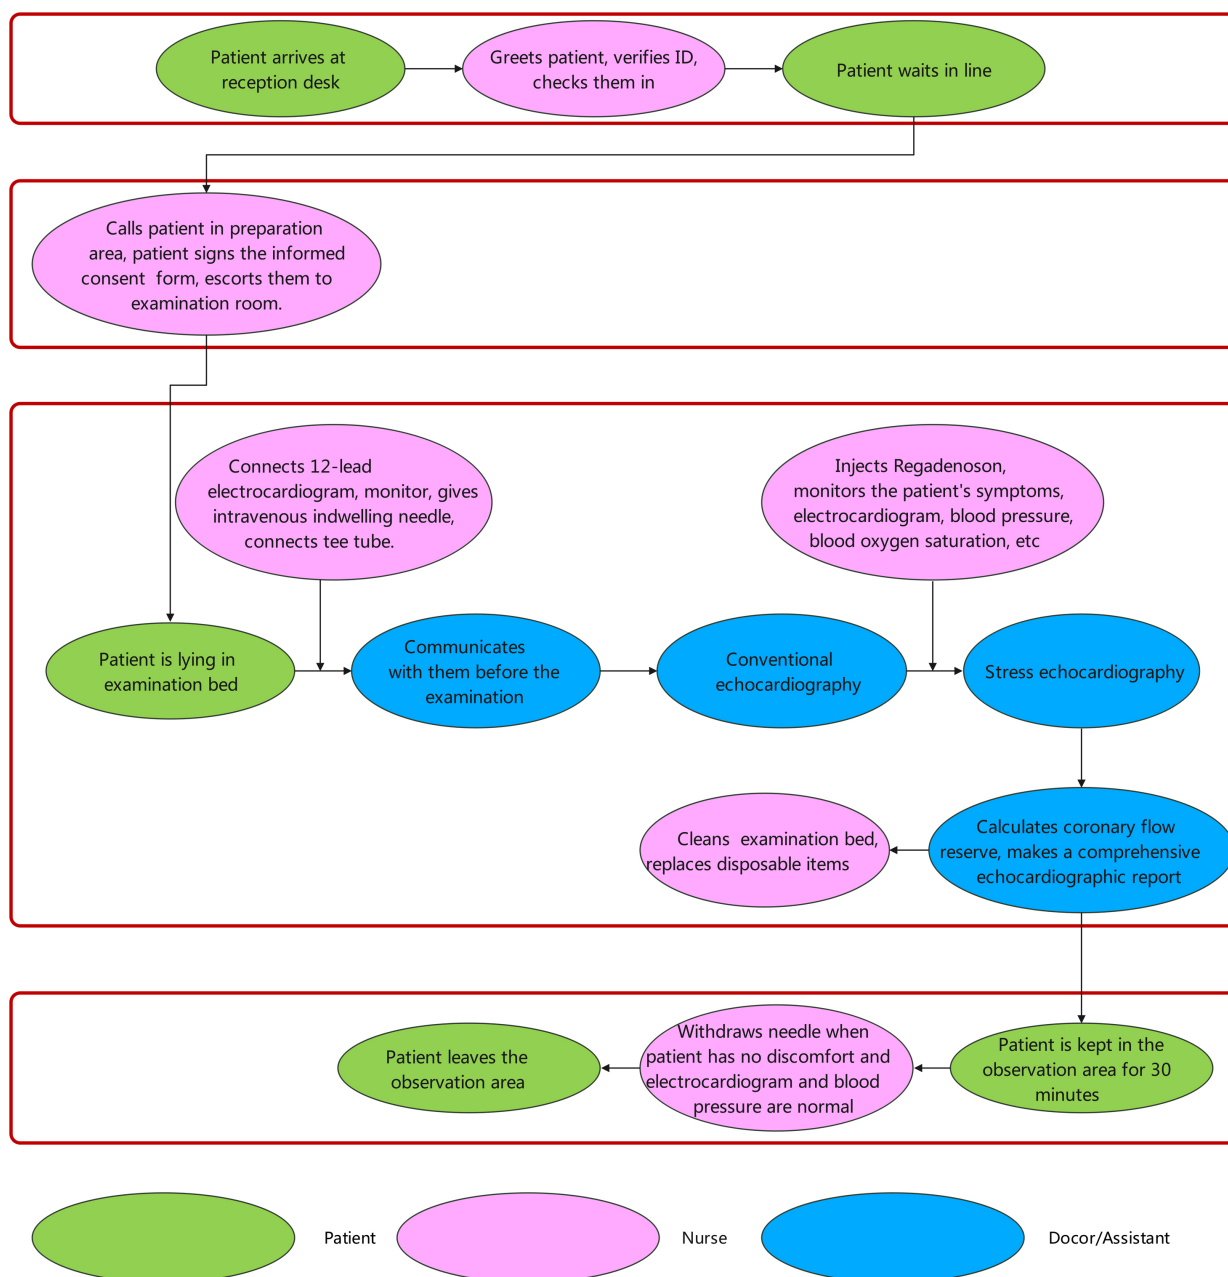 Patient arrives at
reception desk
Greets patient, verifies ID,
checks them in
Patient waits in line
Calls patient in preparation
area, patient signs the informed
consent form, escorts them to
examination room.
Connects 12-lead
electrocardiogram, monitor, gives
intravenous indwelling needle,
connects tee tube.
Injects Regadenoson,
monitors the patient's symptoms,
electrocardiogram, blood pressure,
blood oxygen saturation, etc
Patient is lying in
examination bed
Communicates
with them before the
examination
Conventional
echocardiography
Stress echocardiography
Cleans examination bed,
replaces disposable items
Calculates coronary flow
reserve, makes a comprehensive
echocardiographic report
Patient leaves the
observation area
Withdraws needle when
patient has no discomfort and
electrocardiogram and blood
pressure are normal
Patient is kept in the
observation area for 30
minutes
Patient
Nurse
Docor/Assistant